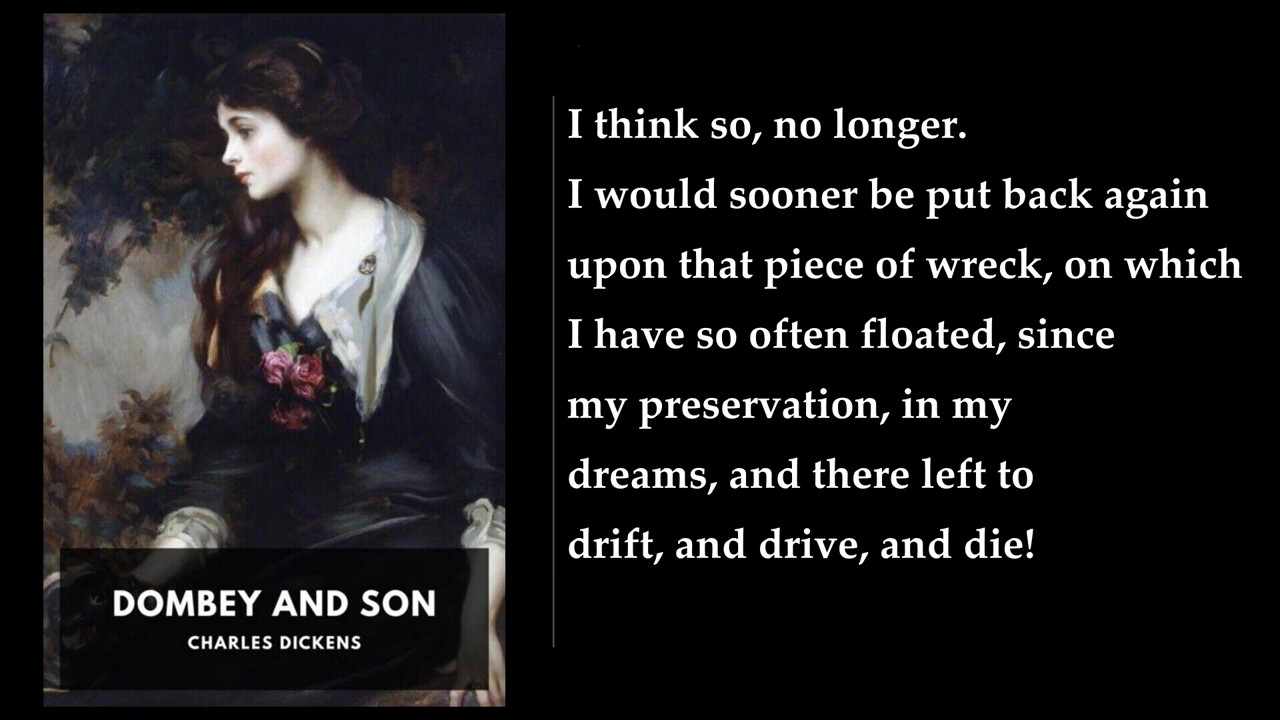 DOMBEY AND SON
CHARLES DICKENS
I think so, no longer.
I would sooner be put back again
upon that piece of wreck, on which
I have so often floated, since
my preservation, in my
dreams, and there left to
drift, and drive, and die!